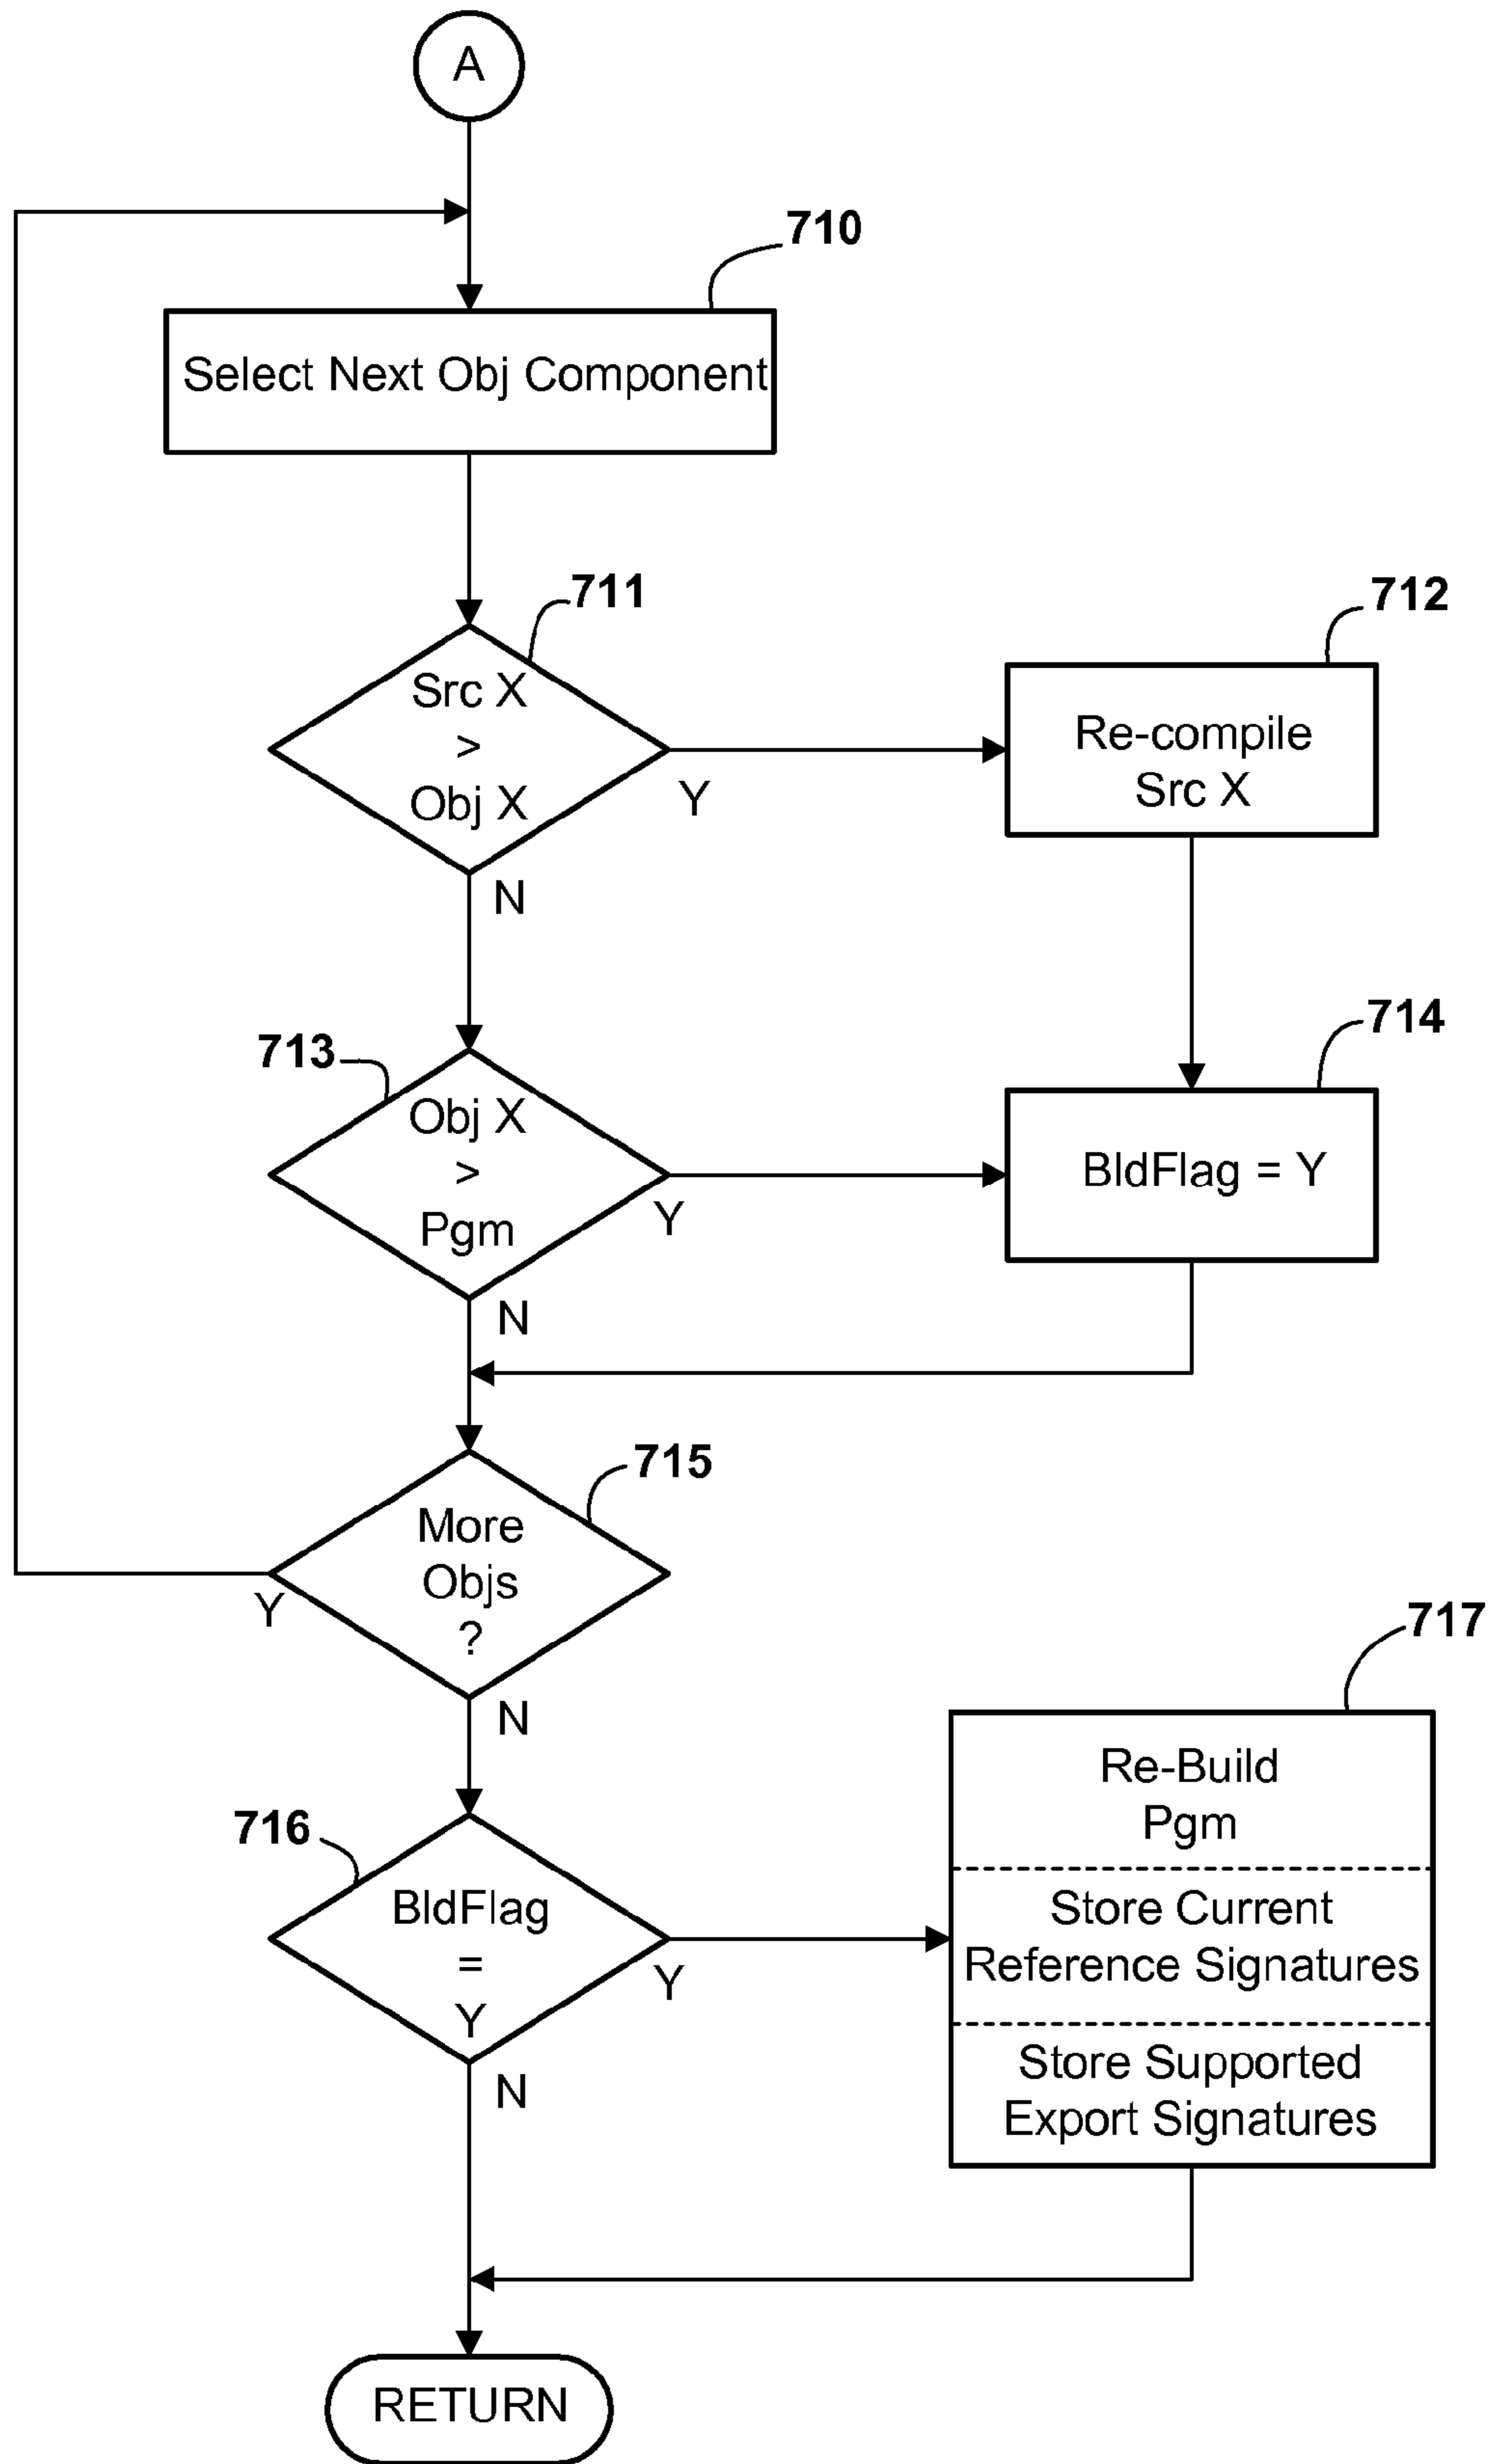 A
710
Select Next Obj Component
711
Src X
>
Obj X
Y
N
712
Re-compile
Src X
713
Obj X
>
Pgm
Y
N
714
BldFlag = Y
715
More
Objs
?
Y
N
716
BldFlag
=
Y
Y
N
717
Re-Build
Pgm
Store Current
Reference Signatures
Store Supported
Export Signatures
RETURN